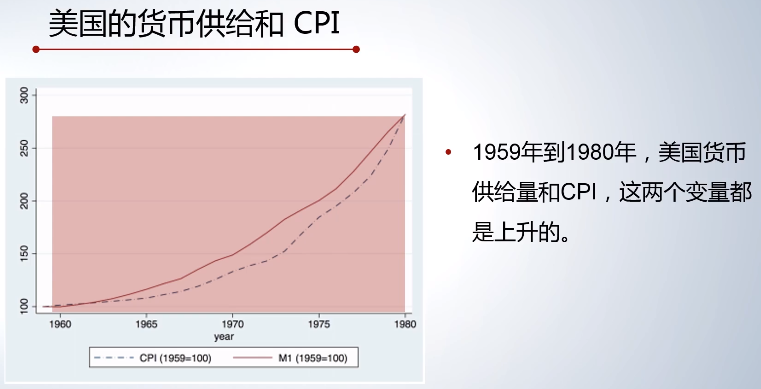 美国的货币供给和 CPI
300
250
200
150
100
1960 1965 1970 1975 1980
year
CPI (1959=100) M1 (1959=100)
• 1959年到1980年，美国货币
供给量和CPI，这两个变量都
是上升的。